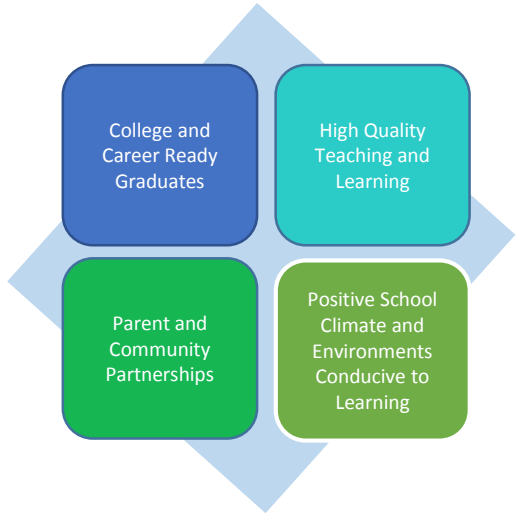 College and
Career Ready
Graduates
High Quality
Teaching and
Learning
Parent and
Community
Partnerships
Positive School
Climate and
Environments
Conducive to
Learning